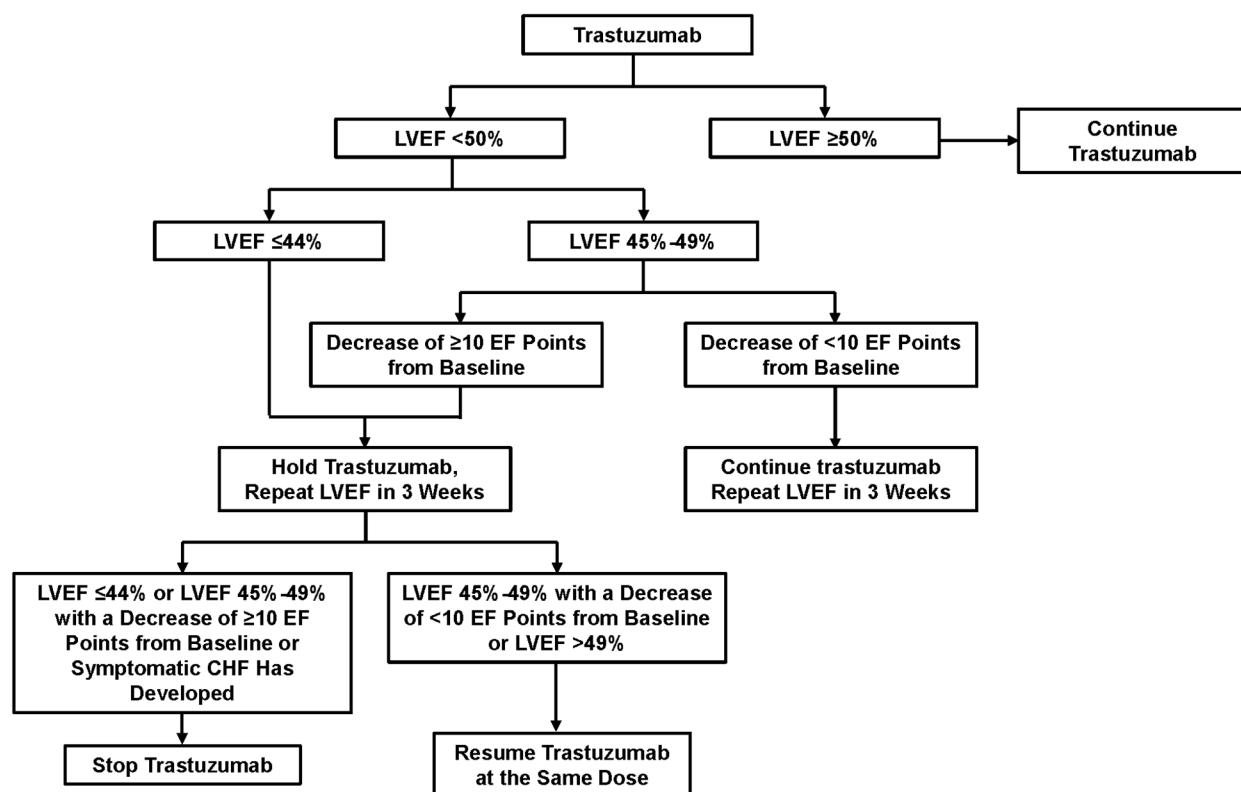 Trastuzumab
LVEF <50%
LVEF ≥50%
Continue
Trastuzumab
LVEF ≤44%
LVEF 45%-49%
Decrease of ≥10 EF Points
from Baseline
Decrease of <10 EF Points
from Baseline
Hold Trastuzumab,
Repeat LVEF in 3 Weeks
Continue trastuzumab
Repeat LVEF in 3 Weeks
LVEF ≤44% or LVEF 45%-49%
with a Decrease of ≥10 EF
Points from Baseline or
Symptomatic CHF Has
Developed
LVEF 45%-49% with a Decrease
of <10 EF Points from Baseline
or LVEF >49%
Stop Trastuzumab
Resume Trastuzumab
at the Same Dose